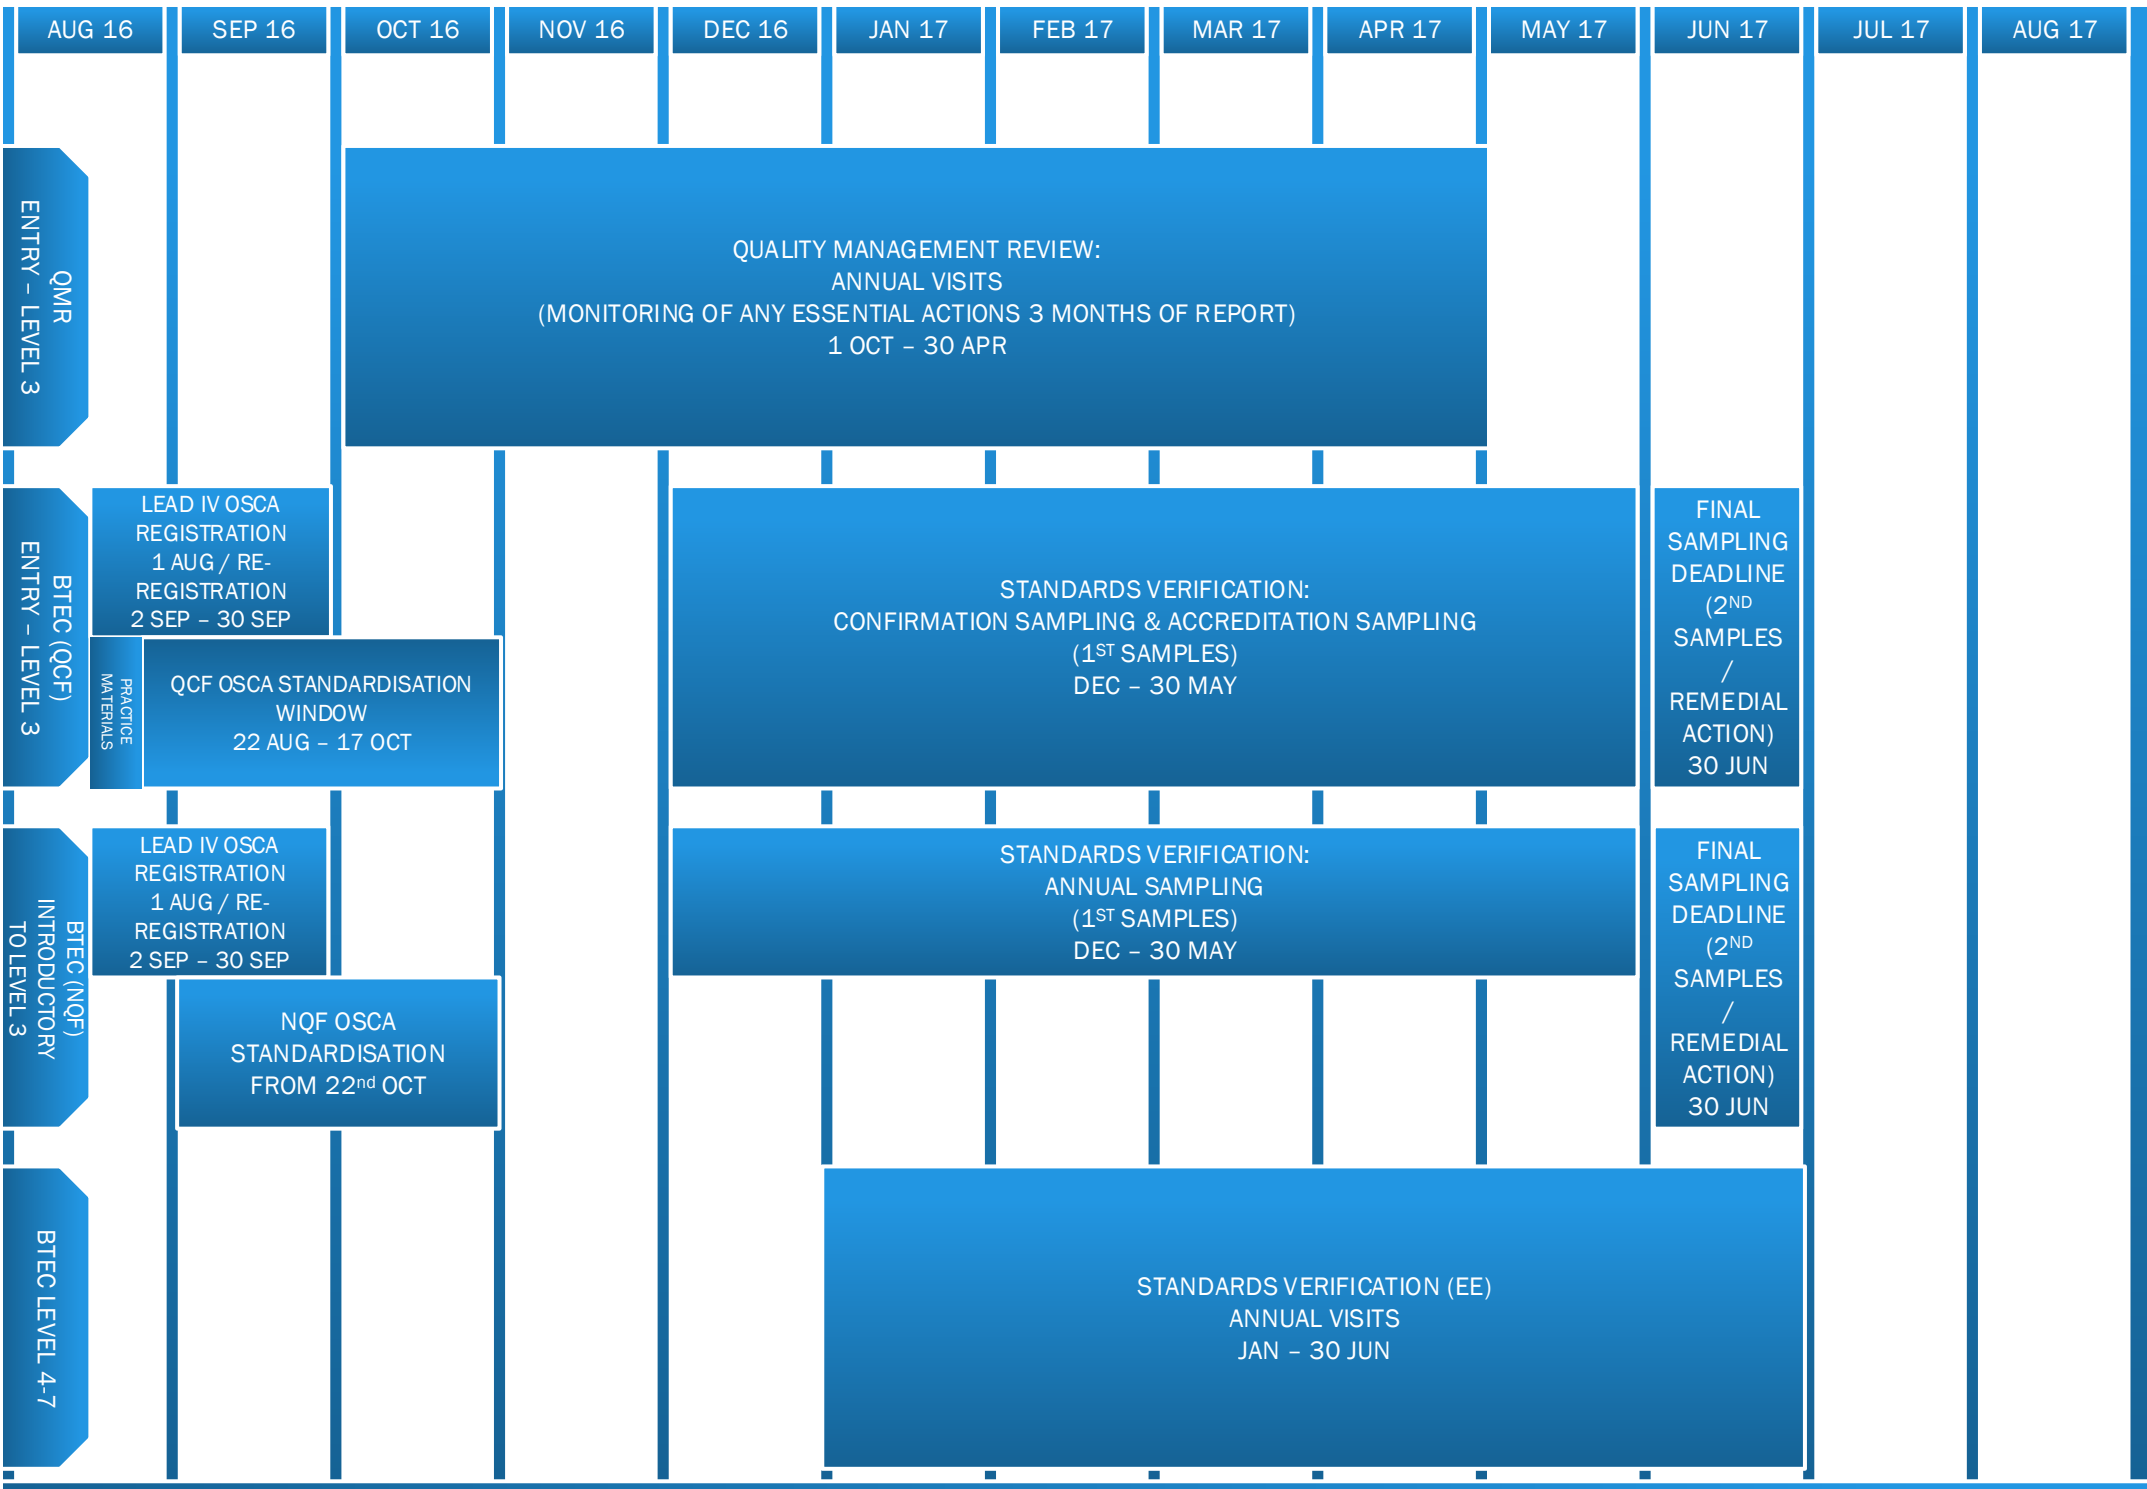 AUG 16
SEP 16
OCT 16
NOV 16
DEC 16
JAN 17
FEB 17
MAR 17
APR 17
MAY 17
JUN 17
JUL 17
AUG 17
QMR
ENTRY – LEVEL 3
QUALITY MANAGEMENT REVIEW:
ANNUAL VISITS
(MONITORING OF ANY ESSENTIAL ACTIONS 3 MONTHS OF REPORT)
1 OCT – 30 APR
BTEC (QCF)
ENTRY – LEVEL 3
LEAD IV OSCA
REGISTRATION
1 AUG / RE-
REGISTRATION
2 SEP – 30 SEP
PRACTICE
MATERIALS
QCF OSCA STANDARDISATION
WINDOW
22 AUG – 17 OCT
STANDARDS VERIFICATION:
CONFIRMATION SAMPLING & ACCREDITATION SAMPLING
(1ST SAMPLES)
DEC – 30 MAY
FINAL
SAMPLING
DEADLINE
(2ND
SAMPLES
/
REMEDIAL
ACTION)
30 JUN
BTEC (NQF)
INTRODUCTORY
TO LEVEL 3
LEAD IV OSCA
REGISTRATION
1 AUG / RE-
REGISTRATION
2 SEP – 30 SEP
NQF OSCA
STANDARDISATION
FROM 22nd OCT
STANDARDS VERIFICATION:
ANNUAL SAMPLING
(1ST SAMPLES)
DEC – 30 MAY
FINAL
SAMPLING
DEADLINE
(2ND
SAMPLES
/
REMEDIAL
ACTION)
30 JUN
BTEC LEVEL 4-7
STANDARDS VERIFICATION (EE)
ANNUAL VISITS
JAN – 30 JUN